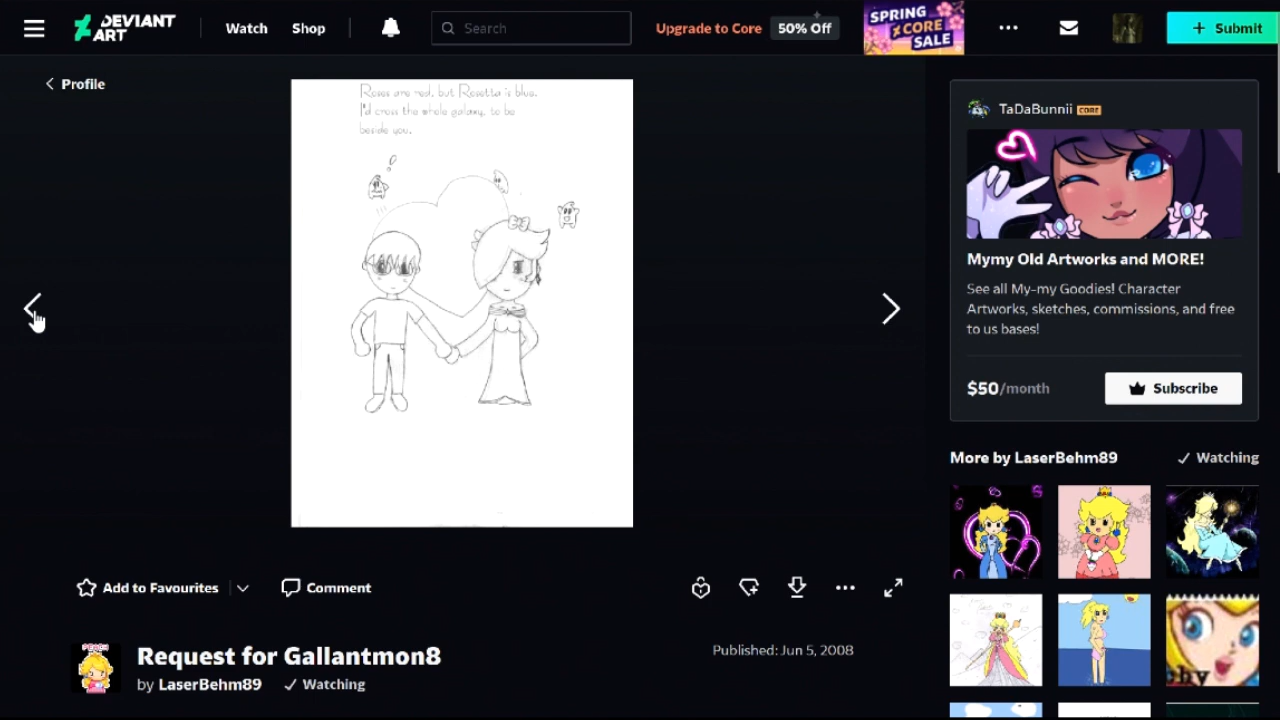 DEVIANT ART
Watch
Shop
Search
Upgrade to Core
50% Off
SPRING CORE SALE
Submit
Profile
Roses are red, but Rosetta is blue.
I'd cross the whole galaxy, to be
beside you.
TaDaBunnii CORE
Mymy Old Artworks and MORE!
See all My-my Goodies! Character
Artworks, sketches, commissions, and free
to us bases!
$50/month
Subscribe
More by LaserBehm89
Watching
Add to Favourites
Comment
PEACH
Request for Gallantmon8
by LaserBehm89
Watching
Published: Jun 5, 2008
by